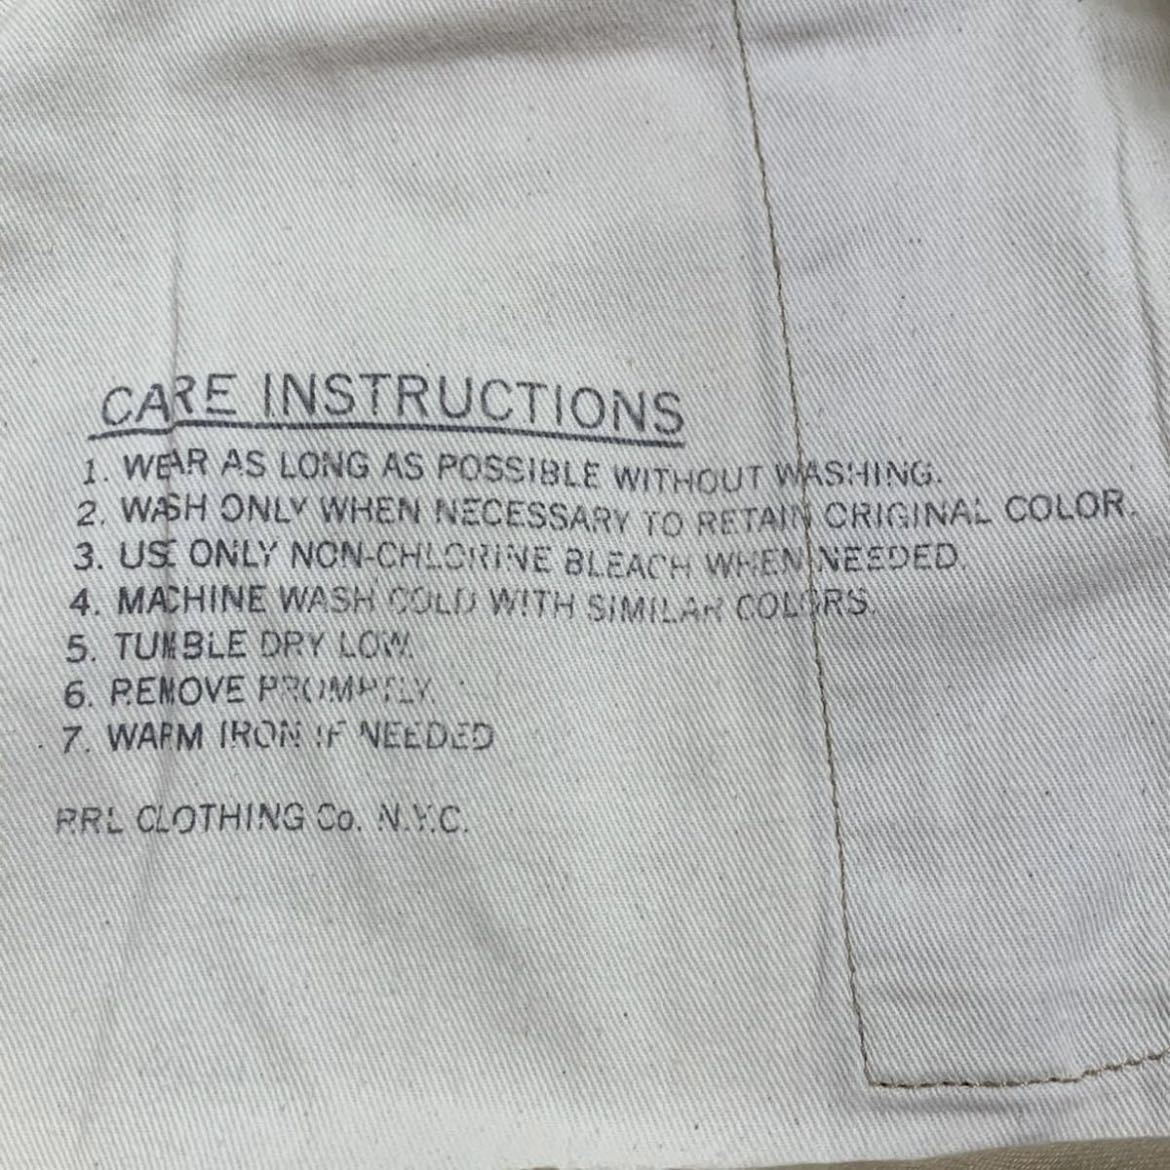 CARE INSTRUCTIONS
1. WEAR AS LONG AS POSSIBLE WITHOUT WASHING.
2. WASH ONLY WHEN NECESSARY TO RETAIN ORIGINAL COLOR.
3. USE ONLY NON-CHLORINE BLEACH WHEN NEEDED.
4. MACHINE WASH COLD WITH SIMILAR COLORS.
5. TUMBLE DRY LOW.
6. REMOVE PROMPTLY.
7. WARM IRON IF NEEDED
RRL CLOTHING Co. N.Y.C.